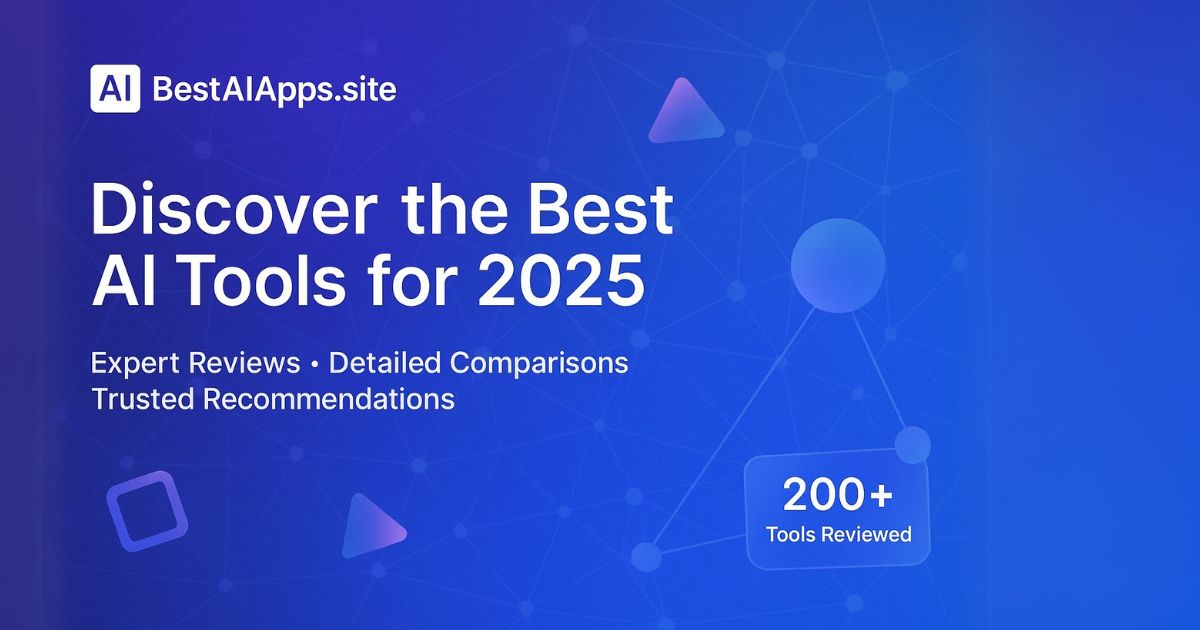 AI BestAIApps.site
Discover the Best
AI Tools for 2025
Expert Reviews • Detailed Comparisons
Trusted Recommendations
200+
Tools Reviewed